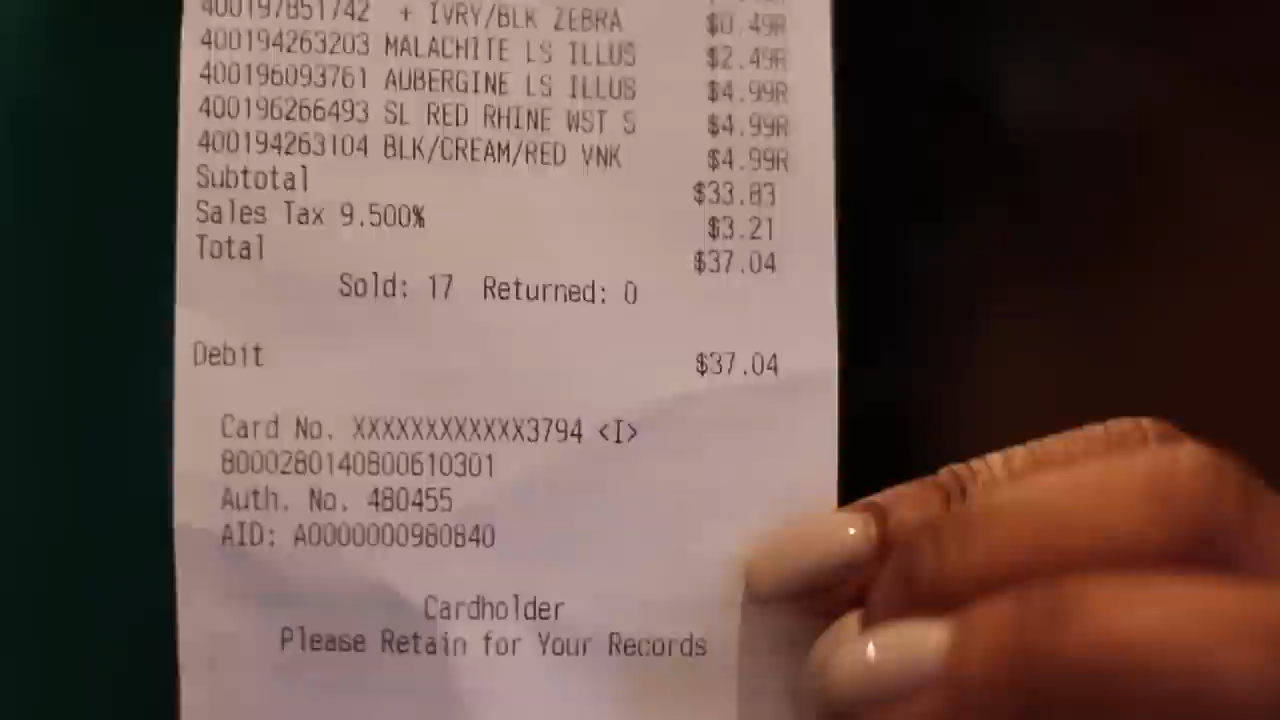 400197851742 + IVRY/BLK ZEBRA $0.49R
400194263203 MALACHITE LS ILLUS $2.49R
400196093761 AUBERGINE LS ILLUS $4.99R
400196266493 SL RED RHINE WST S $4.99R
400194263104 BLK/CREAM/RED VNK $4.99R
Subtotal $33.83
Sales Tax 9.500% $3.21
Total $37.04
Sold: 17 Returned: 0
Debit $37.04
Card No. XXXXXXXXXXXX3794 <I>
8000280140800610301
Auth. No. 480455
AID: A0000000980840
Cardholder
Please Retain for Your Records